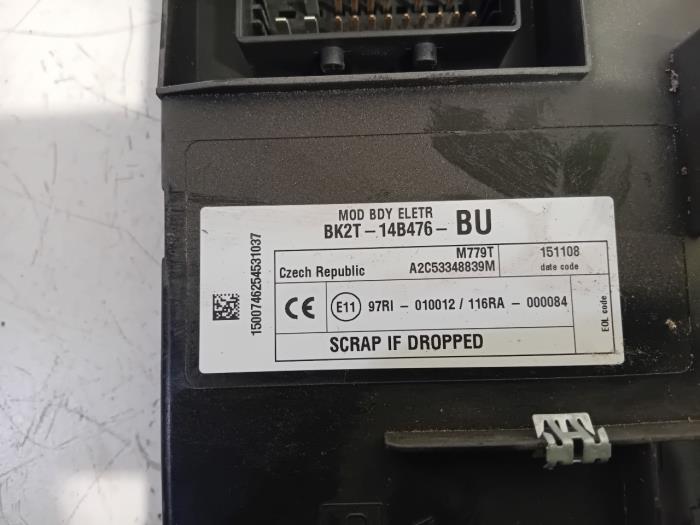 MOD BDY ELETR
BK2T-14B476- BU
M779T 151108
Czech Republic A2C53348839M date code
CE E11 97RI - 010012 / 116RA - 000084
EOL code
SCRAP IF DROPPED
1500746254531037